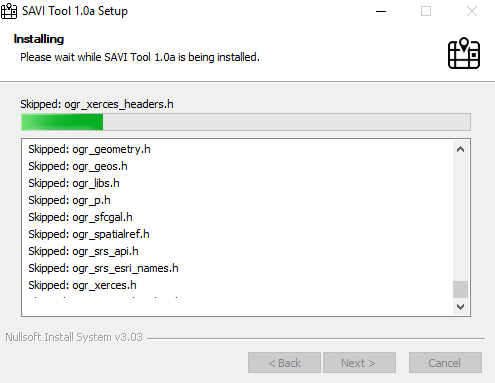 SAVI Tool 1.0a Setup
Installing
Please wait while SAVI Tool 1.0a is being installed.
Skipped: ogr_xerces_headers.h
Skipped: ogr_geometry.h
Skipped: ogr_geos.h
Skipped: ogr_libs.h
Skipped: ogr_p.h
Skipped: ogr_sfcgal.h
Skipped: ogr_spatialref.h
Skipped: ogr_srs_api.h
Skipped: ogr_srs_esri_names.h
Skipped: ogr_xerces.h
Nullsoft Install System v3.03
< Back Next > Cancel